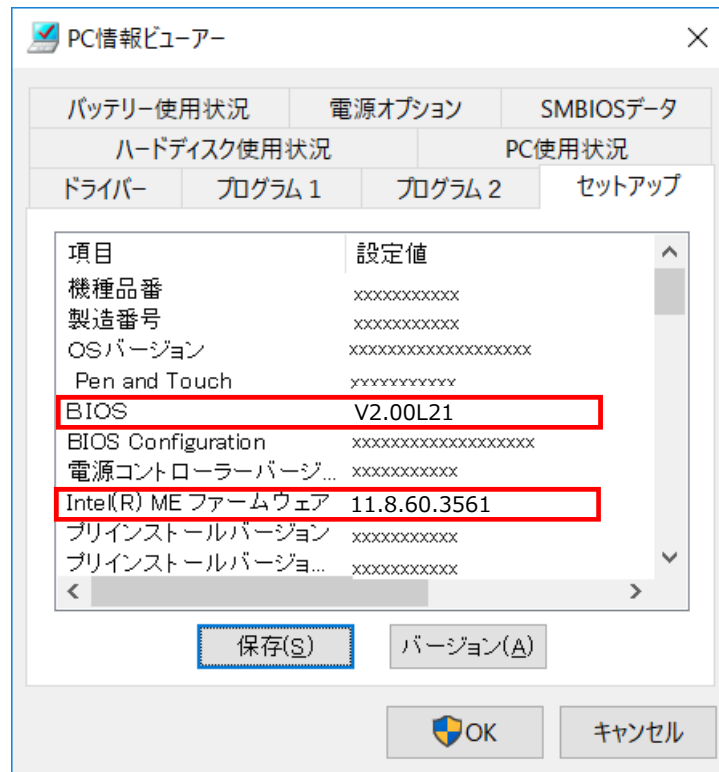 PC情報ビューアー
バッテリー使用状況 電源オプション SMBIOSデータ
ハードディスク使用状況 PC使用状況
ドライバー プログラム 1 プログラム 2 セットアップ
項目 設定値
機種品番 xxxxxxxxxxx
製造番号 xxxxxxxxxxx
OSバージョン xxxxxxxxxxxxxxxxxxx
Pen and Touch xxxxxxxxxxx
BIOS V2.00L21
BIOS Configuration xxxxxxxxxxxxxxxxxxx
電源コントローラーバージ... xxxxxxxxxxx
Intel(R) ME ファームウェア 11.8.60.3561
プリインストールバージョン xxxxxxxxxxx
プリインストールバージョ... xxxxxxxxxxx
保存(S) バージョン(A)
OK キャンセル